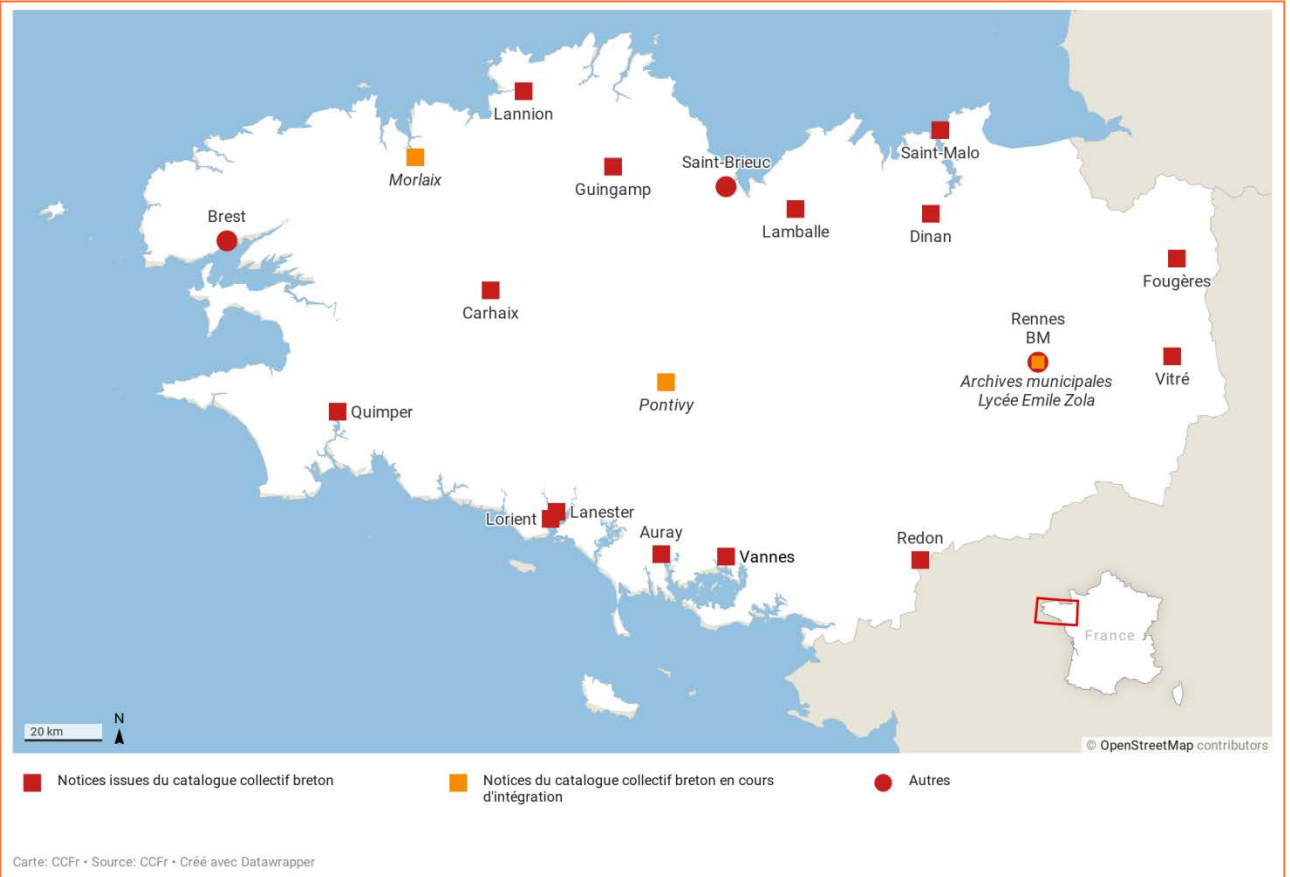 Lannion
Saint-Malo
Morlaix
Saint-Brieuc
Guingamp
Brest
Lamballe
Dinan
Fougères
Carhaix
Rennes
BM
Archives municipales
Lycée Emile Zola
Vitré
Pontivy
Quimper
Lorient
Lanester
Auray
Vannes
Redon
France
20 km
N
© OpenStreetMap contributors
Notices issues du catalogue collectif breton
Notices du catalogue collectif breton en cours
d'intégration
Autres
Carte: CCFr • Source: CCFr • Créé avec Datawrapper